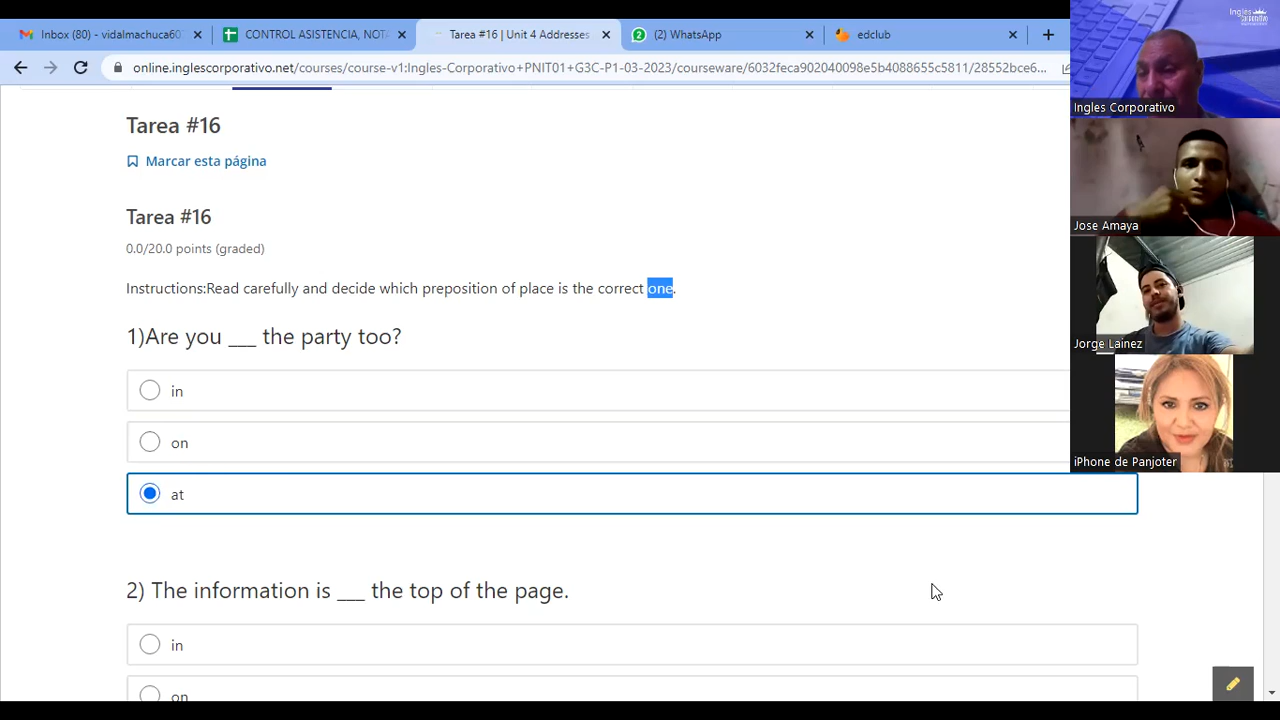 Inbox (80) - vidalmachuca60
CONTROL ASISTENCIA, NOT
Tarea #16 | Unit 4 Addresses
(2) WhatsApp
edclub
online.inglescorporativo.net/courses/course-v1:Ingles-Corporativo+PNIT01+G3C-P1-03-2023/courseware/6032feca902040098e5b4088655c5811/28552bce6...
Tarea #16
Marcar esta página
Tarea #16
0.0/20.0 points (graded)
Instructions:Read carefully and decide which preposition of place is the correct one.
1)Are you ___ the party too?
in
on
at
2) The information is ___ the top of the page.
in
on
Ingles
Ingles Corporativo
Jose Amaya
Jorge Lainez
iPhone de Panjoter